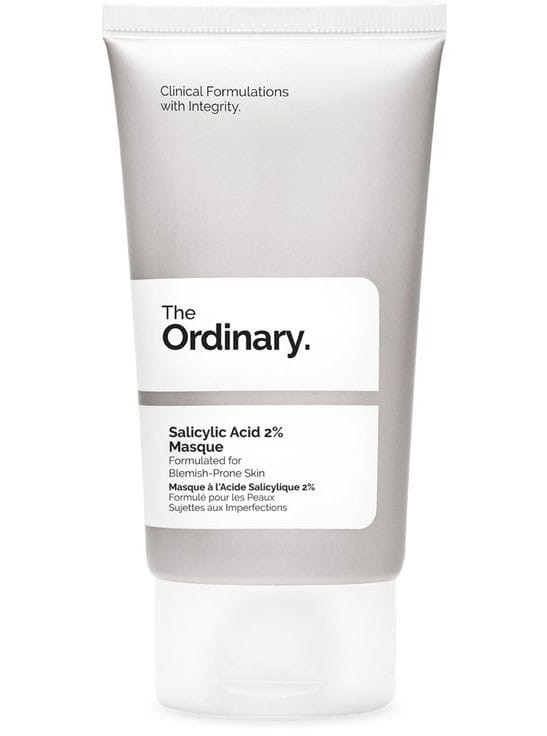 Clinical Formulations
with Integrity.
The
Ordinary.
Salicylic Acid 2%
Masque
Formulated for
Blemish-Prone Skin
Masque à l'Acide Salicylique 2%
Formulé pour les Peaux
Sujettes aux Imperfections